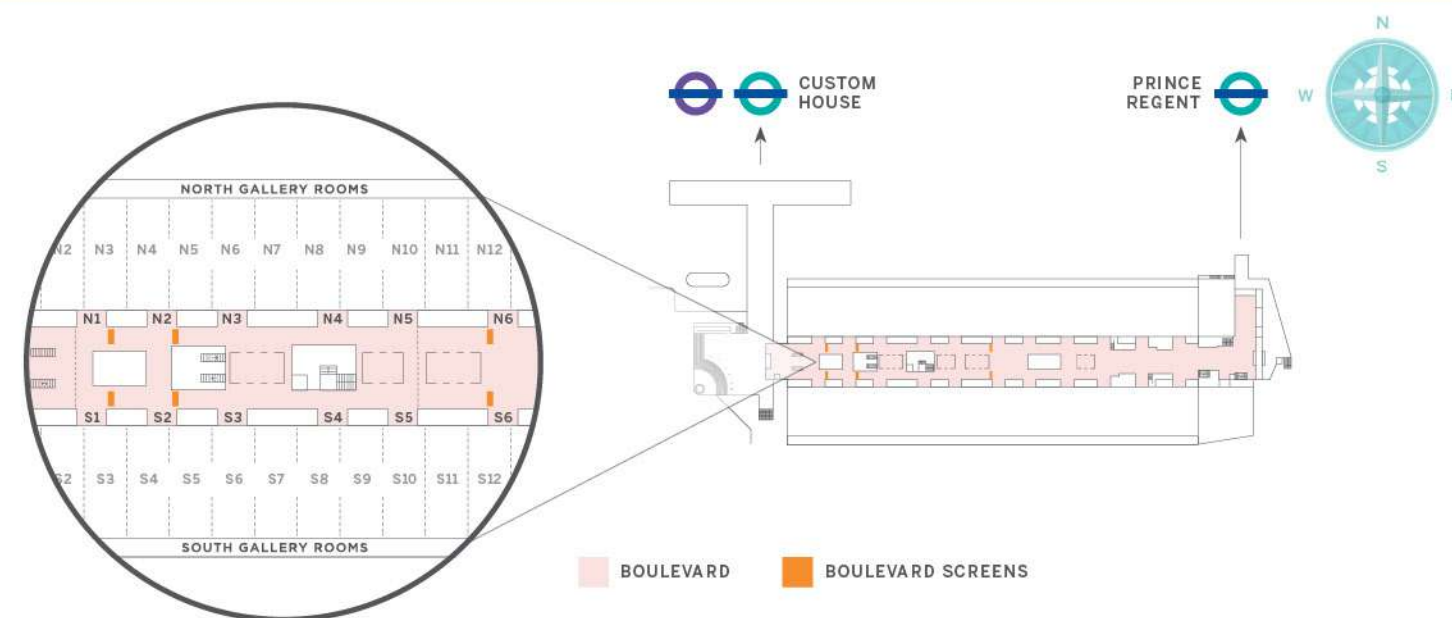 N
CUSTOM
HOUSE
PRINCE
REGENT
W
S
NORTH GALLERY ROOMS
N2 N3 N4 N5 N6 N7 N8 N9 N10 N11 N12
N1 N2 N3 N4 N5 N6
S1 S2 S3 S4 S5 S6
S2 S3 S4 S5 S6 S7 S8 S9 S10 S11 S12
SOUTH GALLERY ROOMS
BOULEVARD
BOULEVARD SCREENS